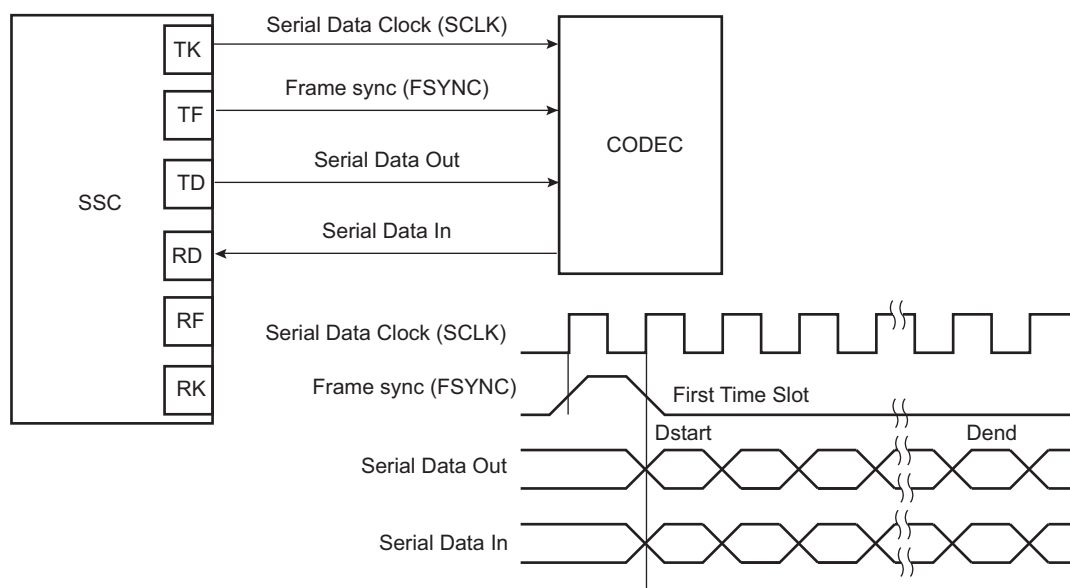 SSC
TK
TF
TD
RD
RF
RK
Serial Data Clock (SCLK)
Frame sync (FSYNC)
Serial Data Out
Serial Data In
CODEC
Serial Data Clock (SCLK)
Frame sync (FSYNC)
First Time Slot
Dstart
Dend
Serial Data Out
Serial Data In